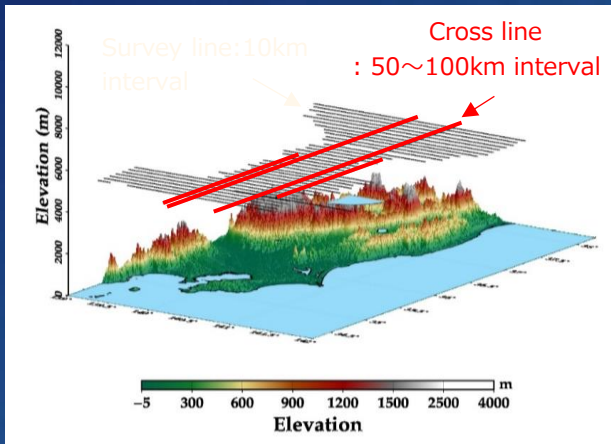 Cross line
: 50～100km interval
Survey line:10km
interval
Elevation (m)
12000
10000
8000
6000
4000
2000
0
m
-5 300 600 900 1200 1500 2500 4000
Elevation